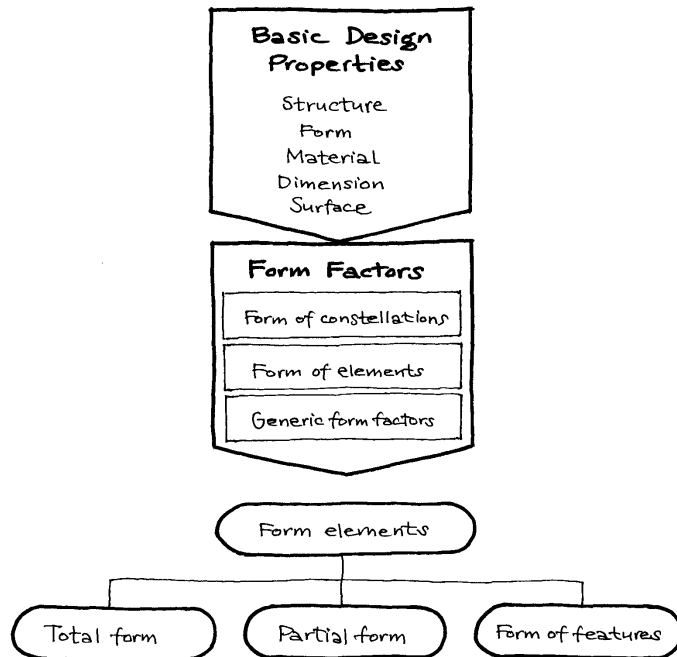 Basic Design
Properties
Structure
Form
Material
Dimension
Surface
Form Factors
Form of constellations
Form of elements
Generic form factors
Form elements
Total form
Partial form
Form of features